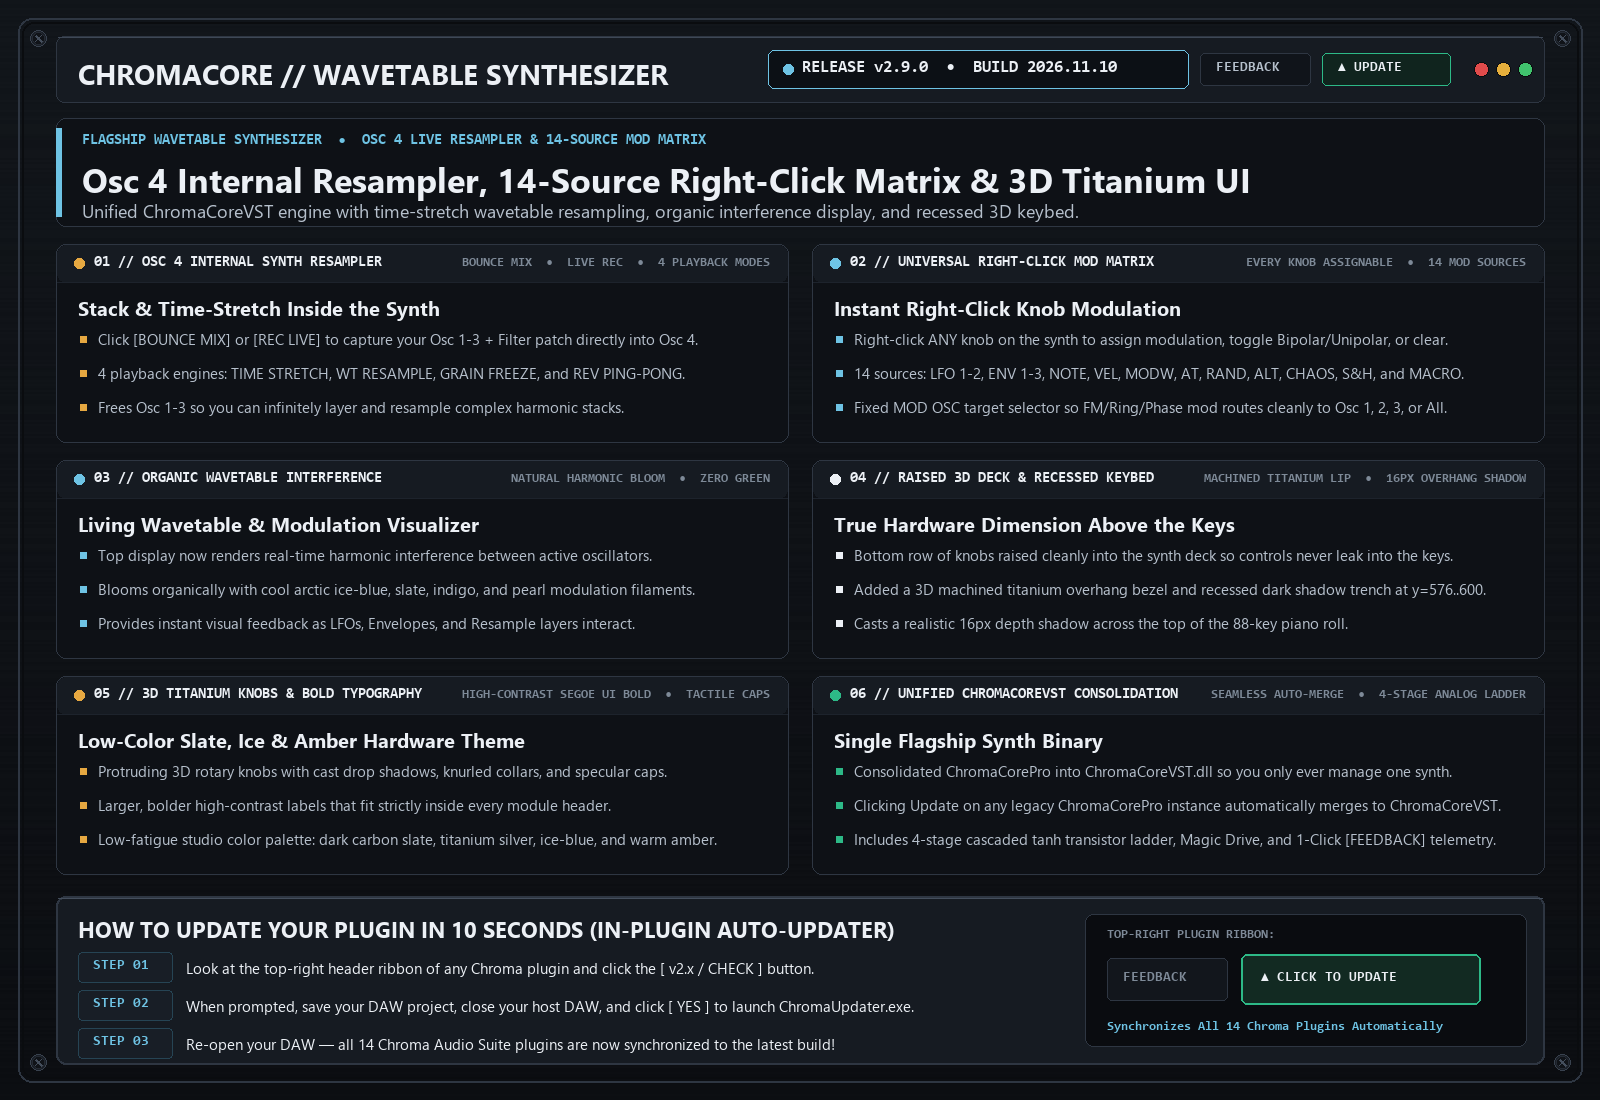 CHROMACORE // WAVETABLE SYNTHESIZER
RELEASE v2.9.0 • BUILD 2026.11.10
FEEDBACK
▲ UPDATE
FLAGSHIP WAVETABLE SYNTHESIZER • OSC 4 LIVE RESAMPLER & 14-SOURCE MOD MATRIX
Osc 4 Internal Resampler, 14-Source Right-Click Matrix & 3D Titanium UI
Unified ChromaCoreVST engine with time-stretch wavetable resampling, organic interference display, and recessed 3D keybed.
01 // OSC 4 INTERNAL SYNTH RESAMPLER
BOUNCE MIX • LIVE REC • 4 PLAYBACK MODES
Stack & Time-Stretch Inside the Synth
Click [BOUNCE MIX] or [REC LIVE] to capture your Osc 1-3 + Filter patch directly into Osc 4.
4 playback engines: TIME STRETCH, WT RESAMPLE, GRAIN FREEZE, and REV PING-PONG.
Frees Osc 1-3 so you can infinitely layer and resample complex harmonic stacks.
02 // UNIVERSAL RIGHT-CLICK MOD MATRIX
EVERY KNOB ASSIGNABLE • 14 MOD SOURCES
Instant Right-Click Knob Modulation
Right-click ANY knob on the synth to assign modulation, toggle Bipolar/Unipolar, or clear.
14 sources: LFO 1-2, ENV 1-3, NOTE, VEL, MODW, AT, RAND, ALT, CHAOS, S&H, and MACRO.
Fixed MOD OSC target selector so FM/Ring/Phase mod routes cleanly to Osc 1, 2, 3, or All.
03 // ORGANIC WAVETABLE INTERFERENCE
NATURAL HARMONIC BLOOM • ZERO GREEN
Living Wavetable & Modulation Visualizer
Top display now renders real-time harmonic interference between active oscillators.
Blooms organically with cool arctic ice-blue, slate, indigo, and pearl modulation filaments.
Provides instant visual feedback as LFOs, Envelopes, and Resample layers interact.
04 // RAISED 3D DECK & RECESSED KEYBED
MACHINED TITANIUM LIP • 16PX OVERHANG SHADOW
True Hardware Dimension Above the Keys
Bottom row of knobs raised cleanly into the synth deck so controls never leak into the keys.
Added a 3D machined titanium overhang bezel and recessed dark shadow trench at y=576..600.
Casts a realistic 16px depth shadow across the top of the 88-key piano roll.
05 // 3D TITANIUM KNOBS & BOLD TYPOGRAPHY
HIGH-CONTRAST SEGOE UI BOLD • TACTILE CAPS
Low-Color Slate, Ice & Amber Hardware Theme
Protruding 3D rotary knobs with cast drop shadows, knurled collars, and specular caps.
Larger, bolder high-contrast labels that fit strictly inside every module header.
Low-fatigue studio color palette: dark carbon slate, titanium silver, ice-blue, and warm amber.
06 // UNIFIED CHROMACOREVST CONSOLIDATION
SEAMLESS AUTO-MERGE • 4-STAGE ANALOG LADDER
Single Flagship Synth Binary
Consolidated ChromaCorePro into ChromaCoreVST.dll so you only ever manage one synth.
Clicking Update on any legacy ChromaCorePro instance automatically merges to ChromaCoreVST.
Includes 4-stage cascaded tanh transistor ladder, Magic Drive, and 1-Click [FEEDBACK] telemetry.
HOW TO UPDATE YOUR PLUGIN IN 10 SECONDS (IN-PLUGIN AUTO-UPDATER)
STEP 01
Look at the top-right header ribbon of any Chroma plugin and click the [ v2.x / CHECK ] button.
STEP 02
When prompted, save your DAW project, close your host DAW, and click [ YES ] to launch ChromaUpdater.exe.
STEP 03
Re-open your DAW — all 14 Chroma Audio Suite plugins are now synchronized to the latest build!
TOP-RIGHT PLUGIN RIBBON:
FEEDBACK
▲ CLICK TO UPDATE
Synchronizes All 14 Chroma Plugins Automatically